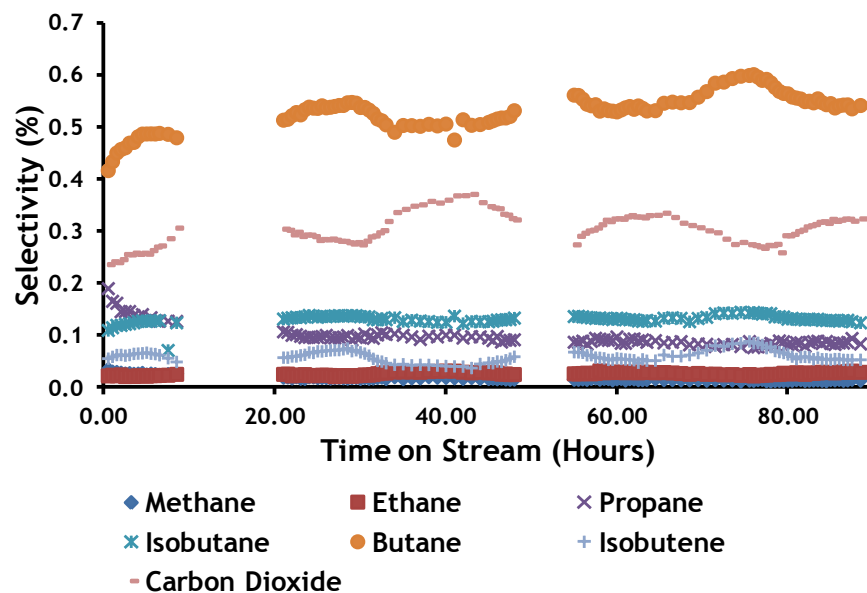 0.7
0.6
0.5
0.4
0.3
0.2
0.1
0.0
Selectivity (%)
0.00 20.00 40.00 60.00 80.00
Time on Stream (Hours)
Methane Ethane Propane
Isobutane Butane Isobutene
Carbon Dioxide